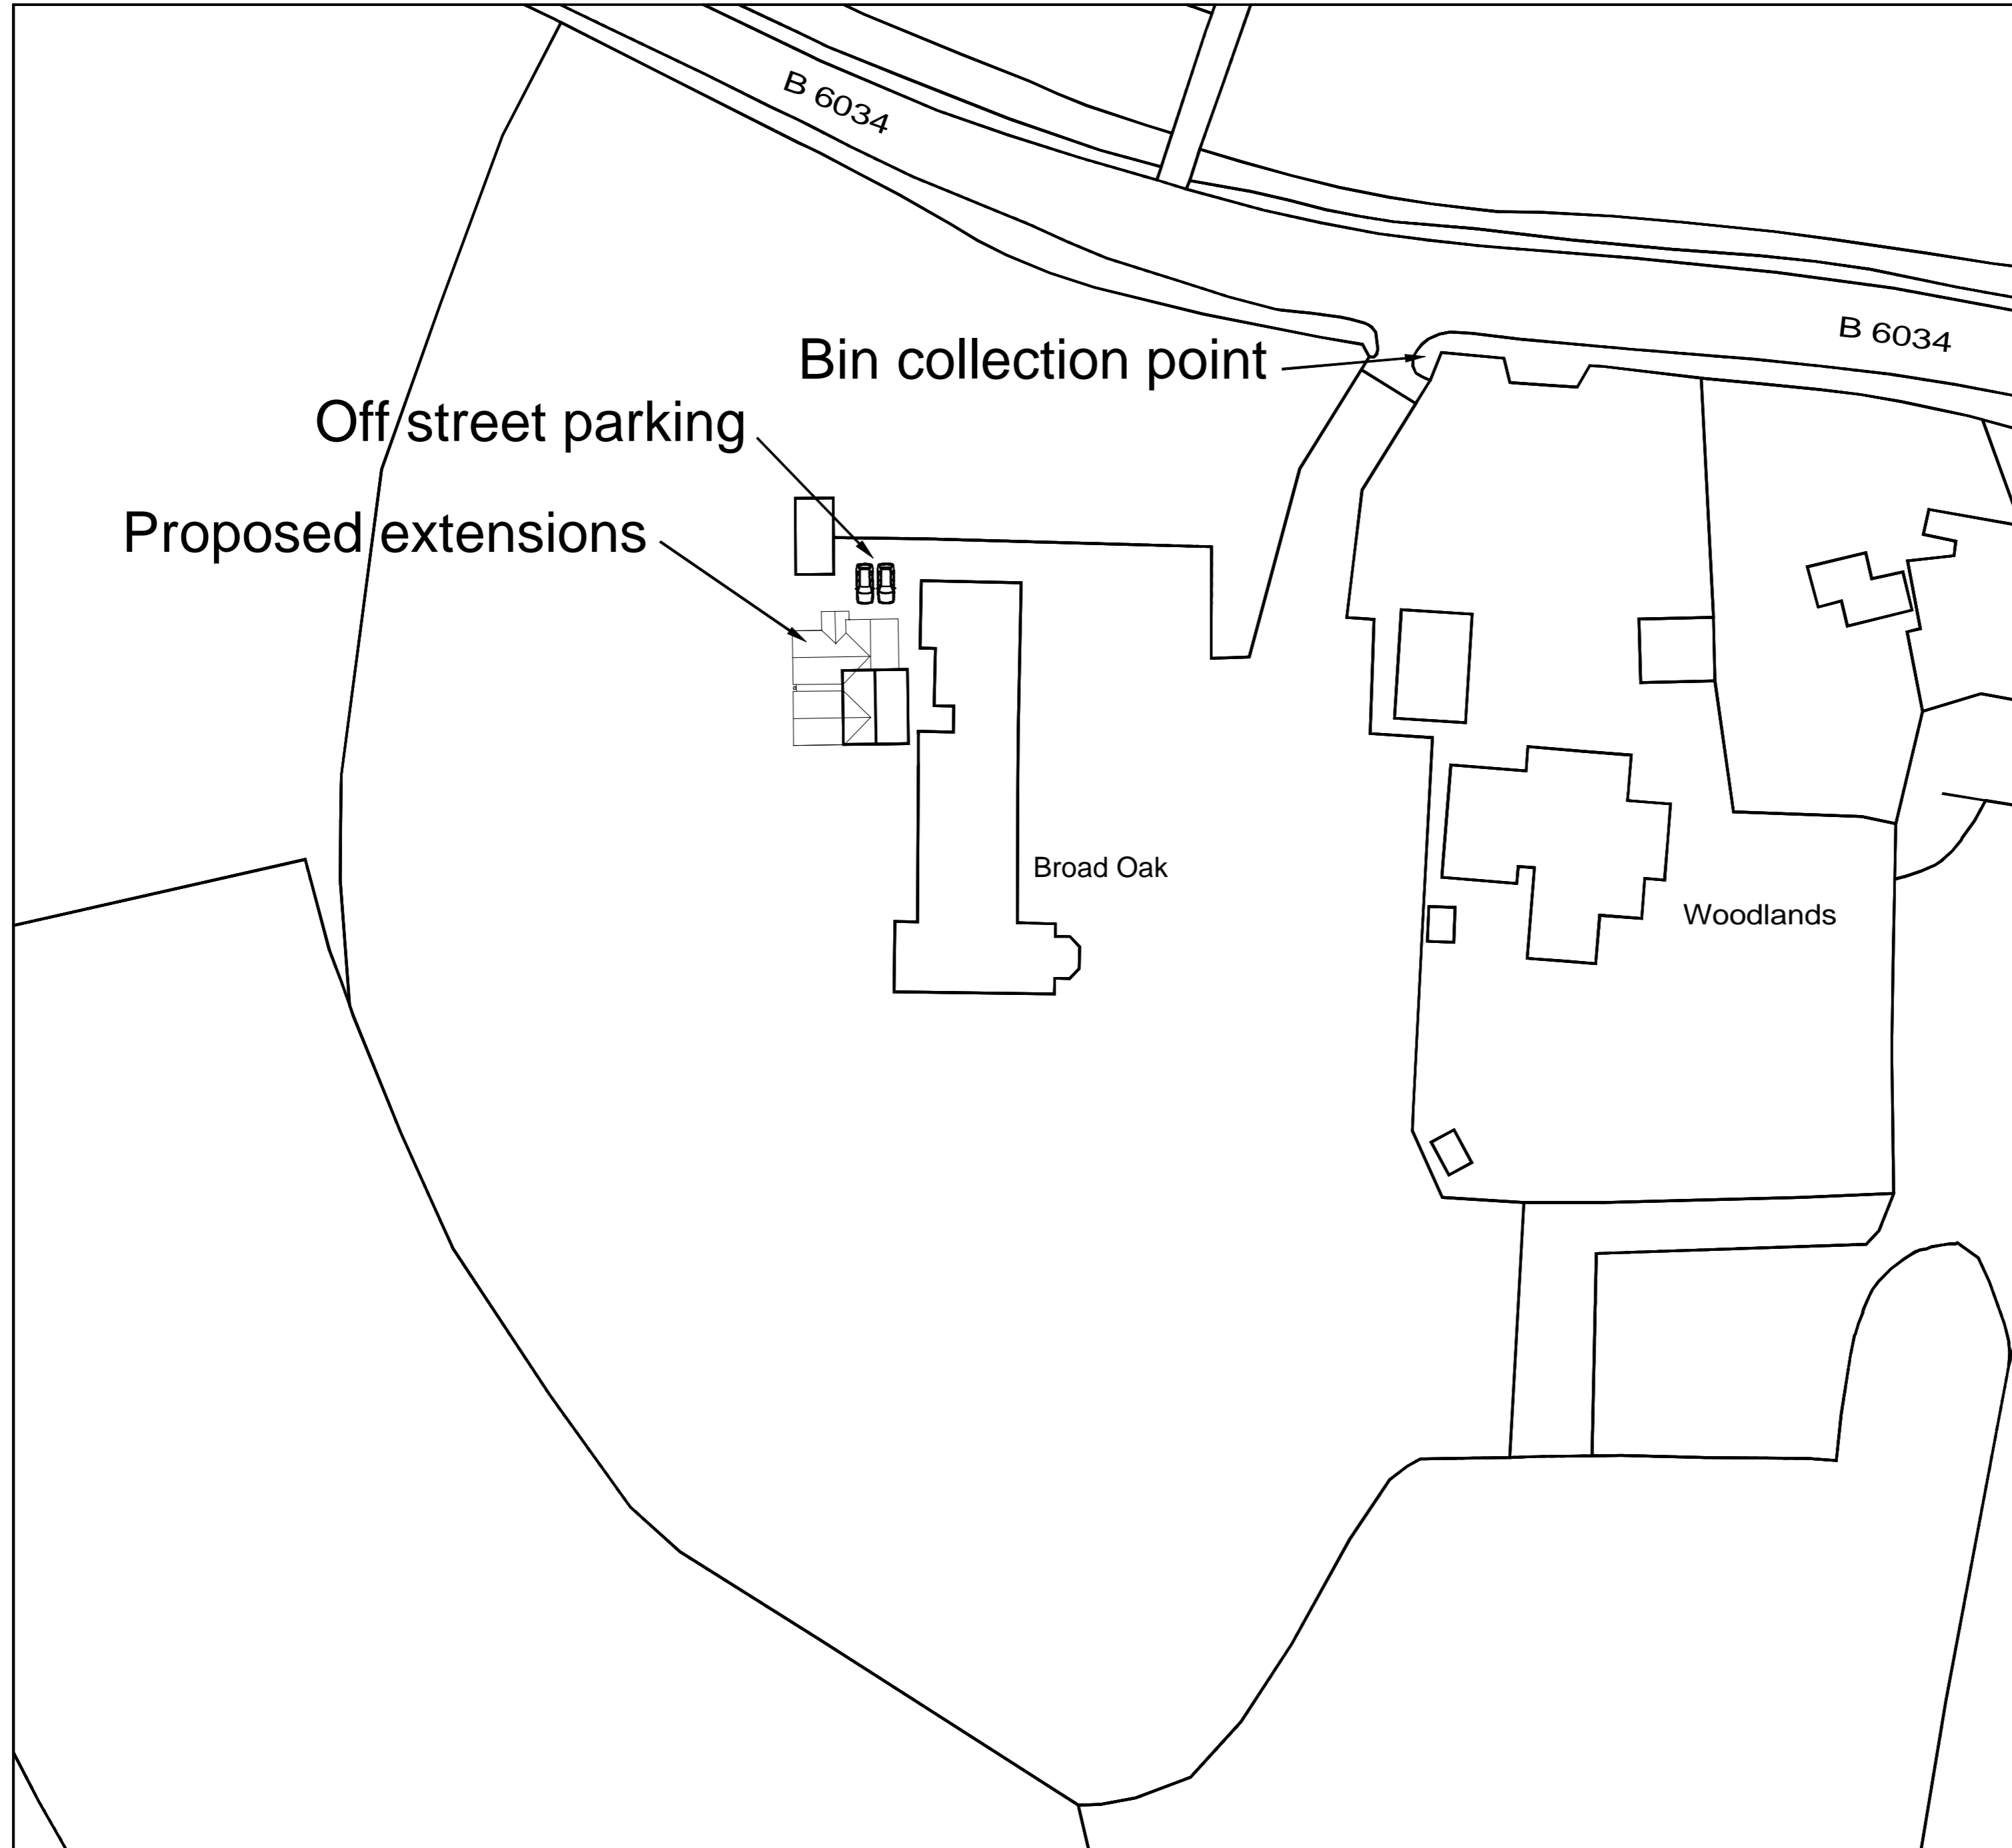 B 6034
B 6034
Bin collection point
Off street parking
Proposed extensions
Broad Oak
Woodlands